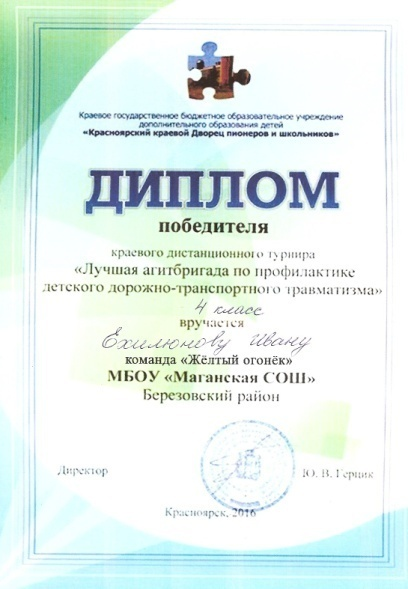 Краевое государственное бюджетное образовательное учреждение
дополнительного образования детей
«Красноярский краевой Дворец пионеров и школьников»
ДИПЛОМ
победителя
краевого дистанционного турнира
«Лучшая агитбригада по профилактике
детского дорожно-транспортного травматизма»
4 класс
вручается
Ехилюнову Ивану
команда «Жёлтый огонёк»
МБОУ «Маганская СОШ»
Березовский район
Директор
Ю. В. Герцик
Красноярск, 2016